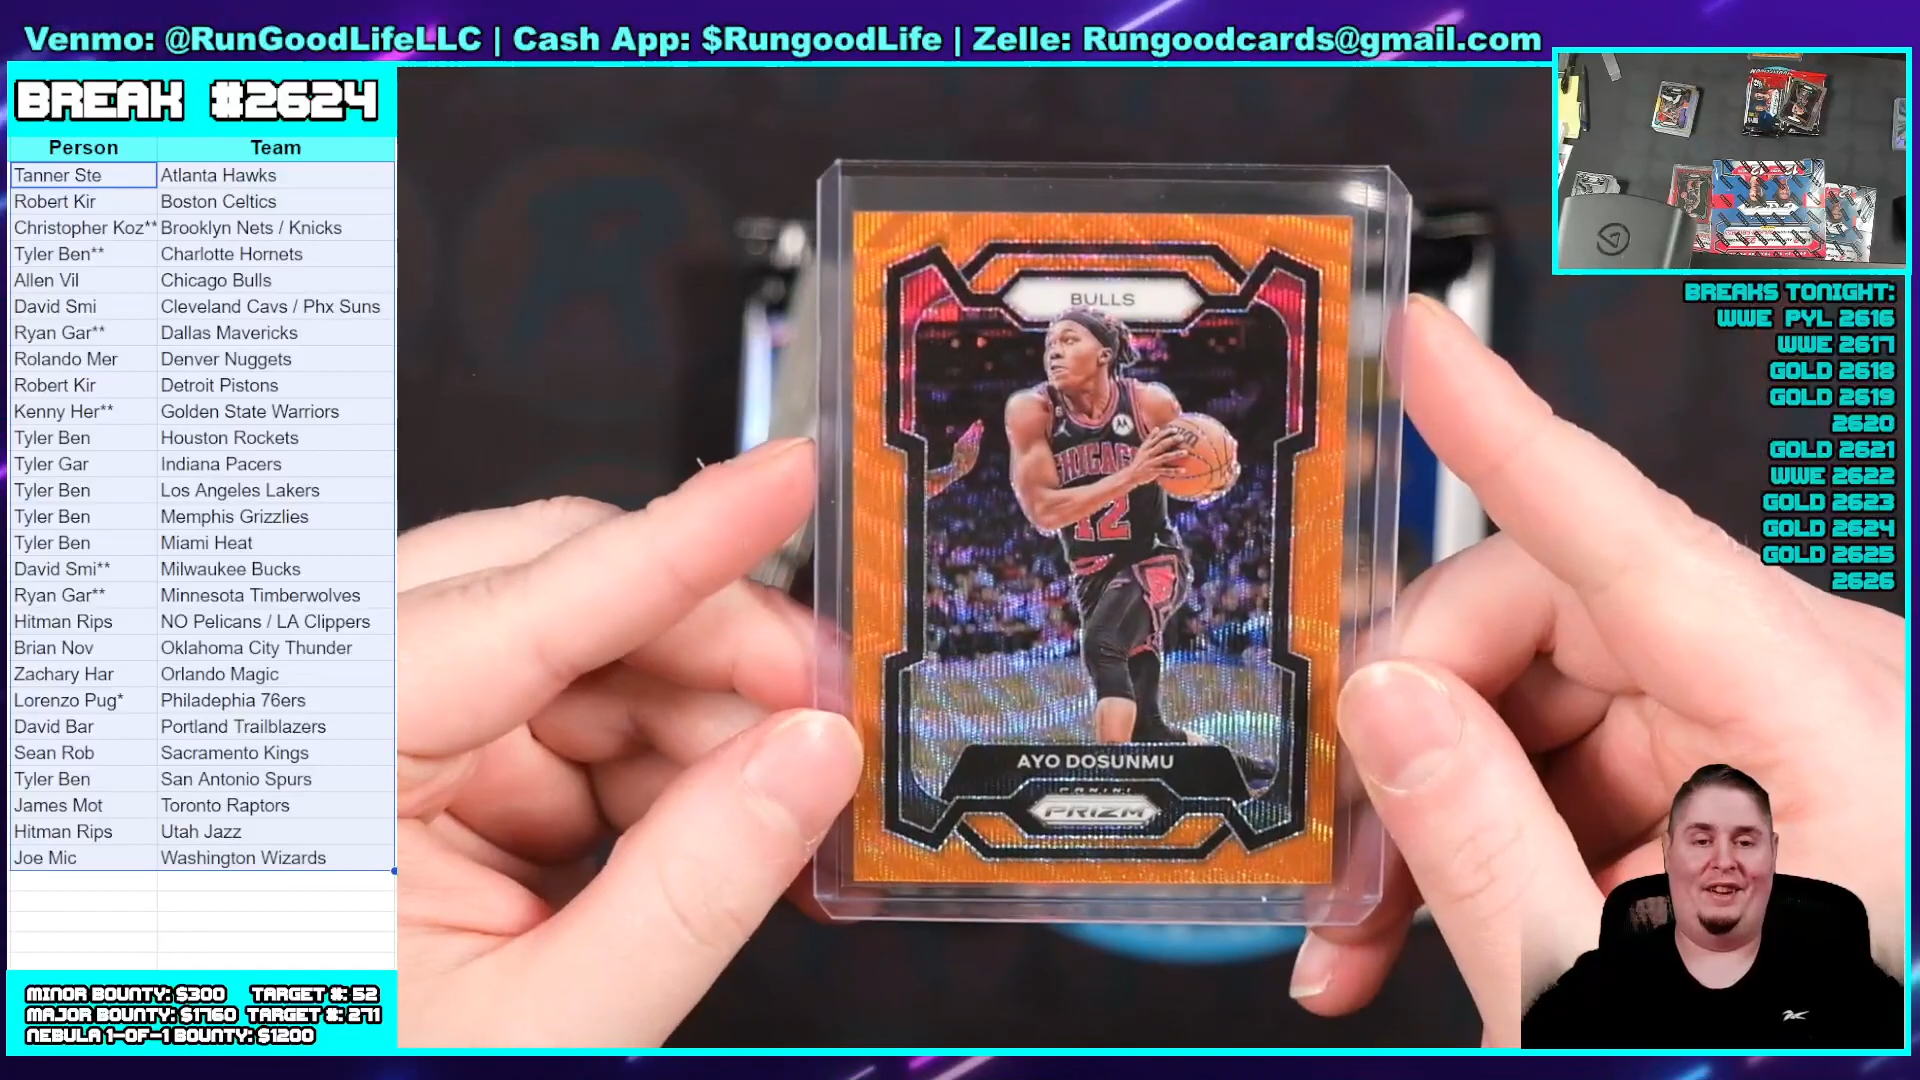 Venmo: @RunGoodLifeLLC | Cash App: $RungoodLife | Zelle: Rungoodcards@gmail.com
BREAK #2624
Person Team
Tanner Ste Atlanta Hawks
Robert Kir Boston Celtics
Christopher Koz** Brooklyn Nets / Knicks
Tyler Ben** Charlotte Hornets
Allen Vil Chicago Bulls
David Smi Cleveland Cavs / Phx Suns
Ryan Gar** Dallas Mavericks
Rolando Mer Denver Nuggets
Robert Kir Detroit Pistons
Kenny Her** Golden State Warriors
Tyler Ben Houston Rockets
Tyler Gar Indiana Pacers
Tyler Ben Los Angeles Lakers
Tyler Ben Memphis Grizzlies
Tyler Ben Miami Heat
David Smi** Milwaukee Bucks
Ryan Gar** Minnesota Timberwolves
Hitman Rips NO Pelicans / LA Clippers
Brian Nov Oklahoma City Thunder
Zachary Har Orlando Magic
Lorenzo Pug* Philadephia 76ers
David Bar Portland Trailblazers
Sean Rob Sacramento Kings
Tyler Ben San Antonio Spurs
James Mot Toronto Raptors
Hitman Rips Utah Jazz
Joe Mic Washington Wizards
MINOR BOUNTY: $300 TARGET #: 52
MAJOR BOUNTY: $1760 TARGET #: 271
NEBULA 1-OF-1 BOUNTY: $1200
BULLS
CHICAGO
12
AYO DOSUNMU
PANINI
PRIZM
BREAKS TONIGHT:
WWE PYL 2616
WWE 2617
GOLD 2618
GOLD 2619
2620
GOLD 2621
WWE 2622
GOLD 2623
GOLD 2624
GOLD 2625
2626